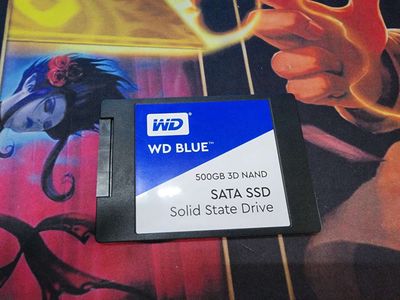 WD
WD BLUE™
500GB 3D NAND
SATA SSD
Solid State Drive